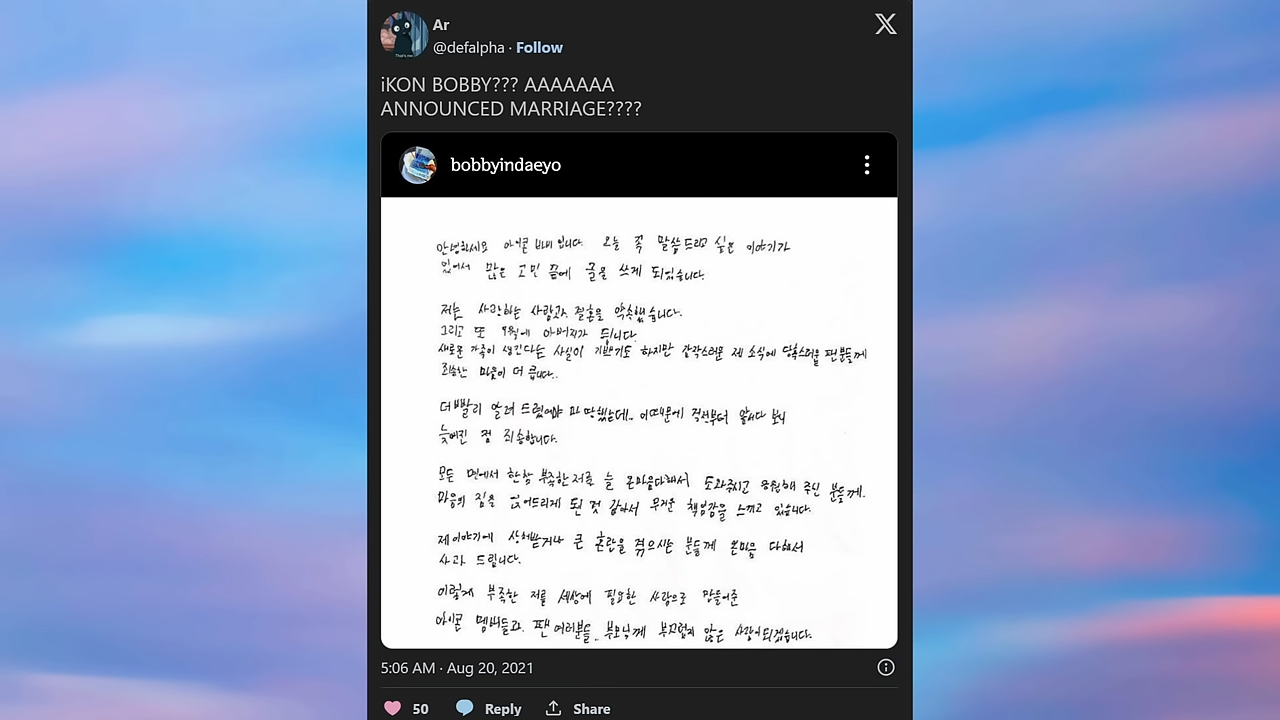 That's me
Ar
@defalpha · Follow
iKON BOBBY??? AAAAAAA
ANNOUNCED MARRIAGE????
bobbyindaeyo
안녕하세요 아이콘 바비 입니다. 오늘 꼭 말씀드리고 싶은 이야기가
있어서 많은 고민 끝에 글을 쓰게 되었습니다.
저는 사랑하는 사람과 결혼을 약속했습니다.
그리고 또 9월에 아버지가 됩니다.
새로운 가족이 생긴다는 사실이 기쁘기도 하지만 갑작스러운 제 소식에 당혹스러울 팬분들께
죄송한 마음이 더 큽니다..
더 빨리 알려 드렸어야 마땅했는데.. 이 때문에 걱정부터 앞서다 보니
늦어진 점 죄송합니다.
모든 면에서 한참 부족한 저를 늘 온마음다해서 도와주시고 응원해 주신 분들께.
마음의 짐을 얹어드리게 된 것 같아서 무거운 책임감을 느끼고 있습니다.
제 이야기에 상처받거나 큰 혼란을 겪으시는 분들께 온마음 다해서
사과 드립니다.
이렇게 부족한 저를 세상에 필요한 사람으로 만들어준
아이콘 멤버들과. 팬 여러분들.. 부모님께 부끄럽지 않은 사람이되겠습니다.
5:06 AM · Aug 20, 2021
50 Reply Share